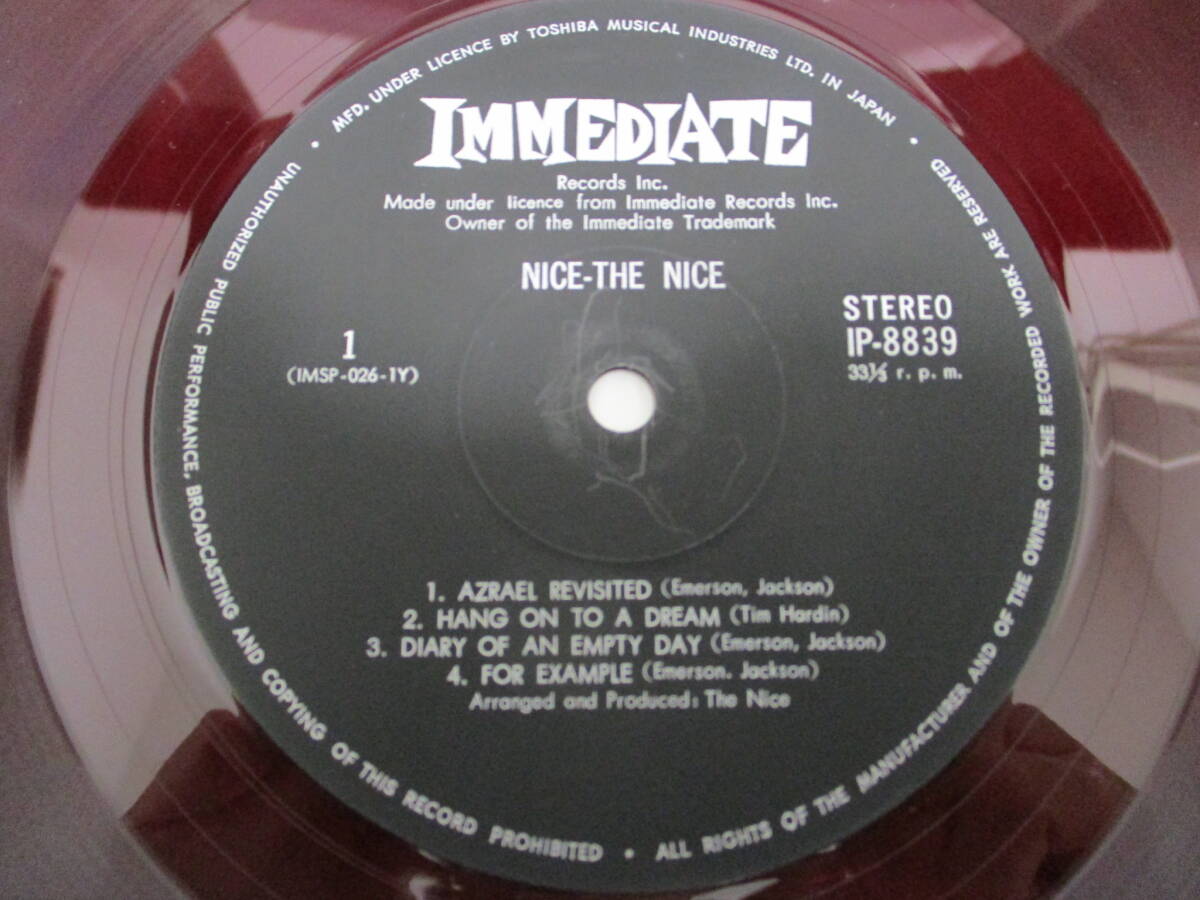 MFD. UNDER LICENCE BY TOSHIBA MUSICAL INDUSTRIES LTD. IN JAPAN •
IMMEDIATE
Records Inc.
Made under licence from Immediate Records Inc.
Owner of the Immediate Trademark
NICE-THE NICE
STEREO
IP-8839
33⅓ r. p. m.
1
(IMSP-026-1Y)
1. AZRAEL REVISITED (Emerson, Jackson)
2. HANG ON TO A DREAM (Tim Hardin)
3. DIARY OF AN EMPTY DAY (Emerson, Jackson)
4. FOR EXAMPLE (Emerson. Jackson)
Arranged and Produced: The Nice
UNAUTHORIZED PUBLIC PERFORMANCE, BROADCASTING AND COPYING OF THIS RECORD PROHIBITED • ALL RIGHTS OF THE MANUFACTURER AND OF THE OWNER OF THE RECORDED WORK ARE RESERVED •